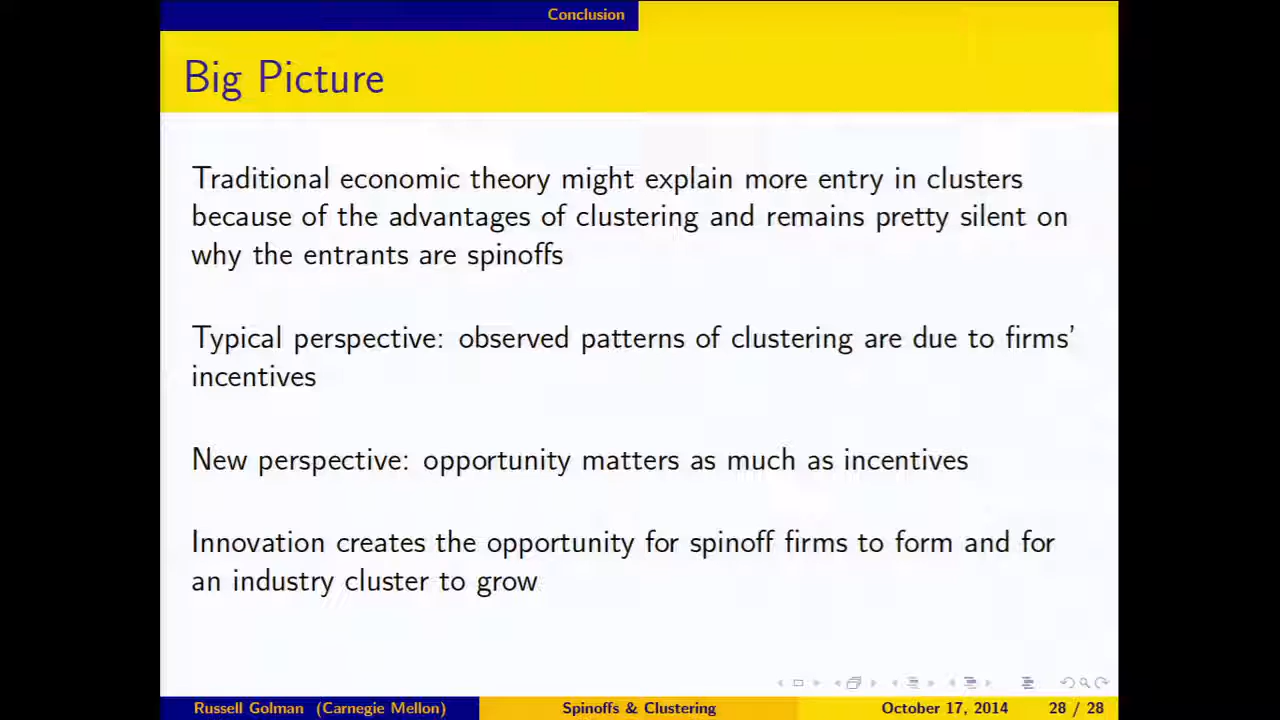 Conclusion
Big Picture
Traditional economic theory might explain more entry in clusters
because of the advantages of clustering and remains pretty silent on
why the entrants are spinoffs
Typical perspective: observed patterns of clustering are due to firms'
incentives
New perspective: opportunity matters as much as incentives
Innovation creates the opportunity for spinoff firms to form and for
an industry cluster to grow
Russell Golman (Carnegie Mellon) Spinoffs & Clustering October 17, 2014 28 / 28